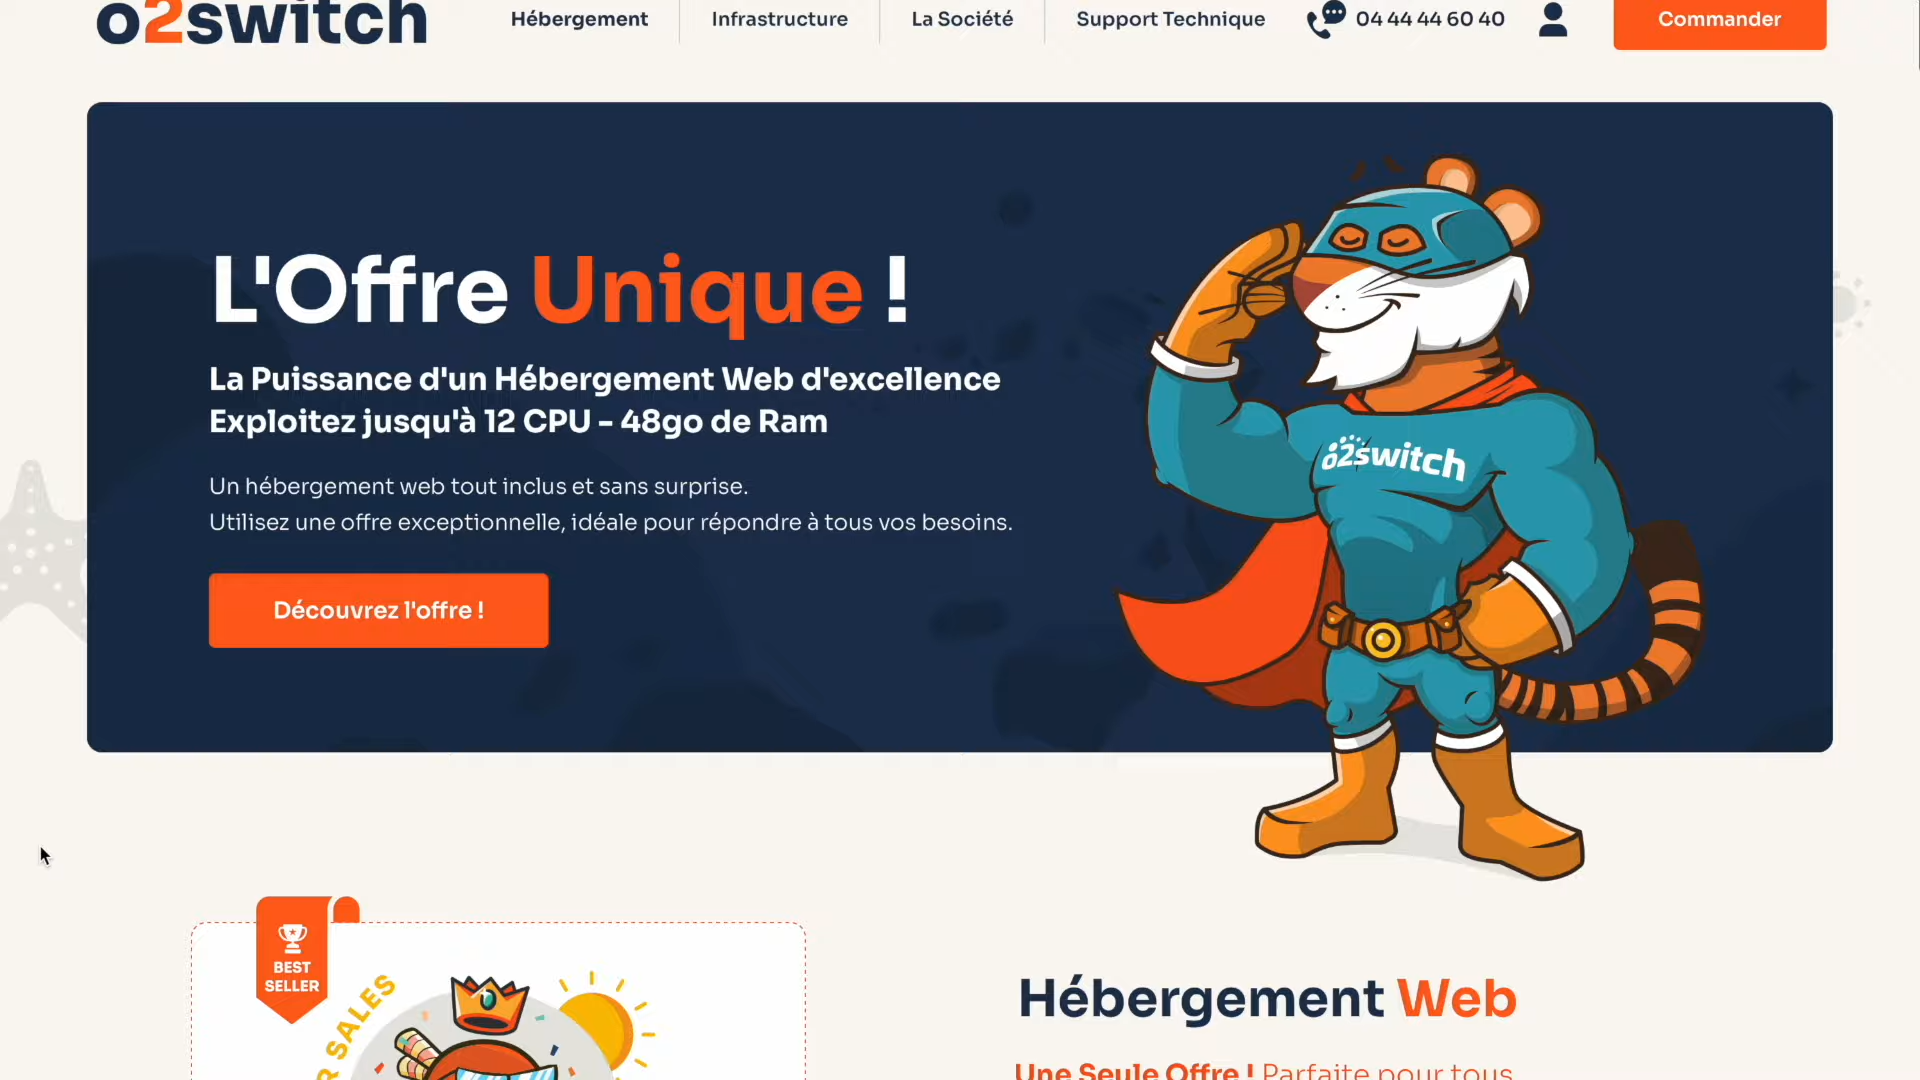 o2switch
Hébergement
Infrastructure
La Société
Support Technique
04 44 44 60 40
Commander
L'Offre Unique !
La Puissance d'un Hébergement Web d'excellence
Exploitez jusqu'à 12 CPU - 48go de Ram
Un hébergement web tout inclus et sans surprise.
Utilisez une offre exceptionnelle, idéale pour répondre à tous vos besoins.
Découvrez l'offre !
o2switch
BEST
SELLER
SALES
Hébergement Web
Une Seule Offre ! Parfaite pour tous